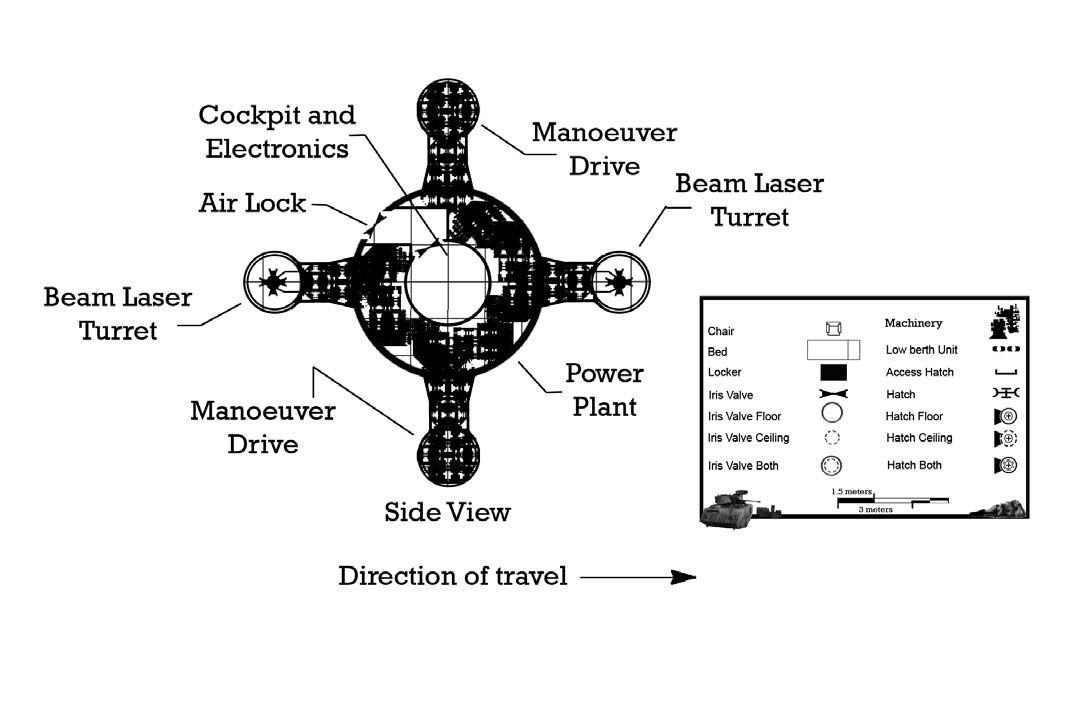 Cockpit and
Electronics
Manoeuver
Drive
Air Lock
Beam Laser
Turret
Beam Laser
Turret
Power
Plant
Manoeuver
Drive
Side View
Direction of travel
Chair
Bed
Locker
Iris Valve
Iris Valve Floor
Iris Valve Ceiling
Iris Valve Both
Machinery
Low berth Unit
Access Hatch
Hatch
Hatch Floor
Hatch Ceiling
Hatch Both
1.5 meters
3 meters